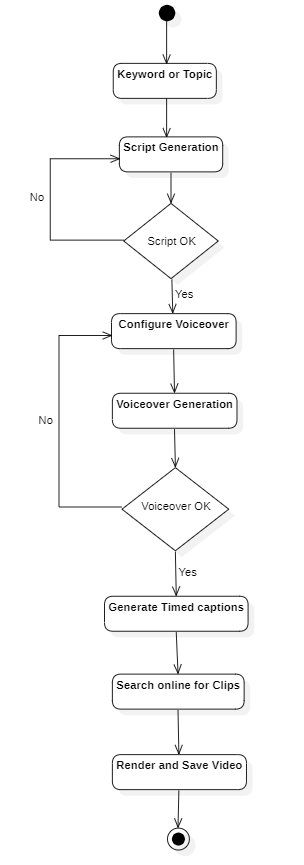 Keyword or Topic
Script Generation
No
Script OK
Yes
Configure Voiceover
Voiceover Generation
No
Voiceover OK
Yes
Generate Timed captions
Search online for Clips
Render and Save Video